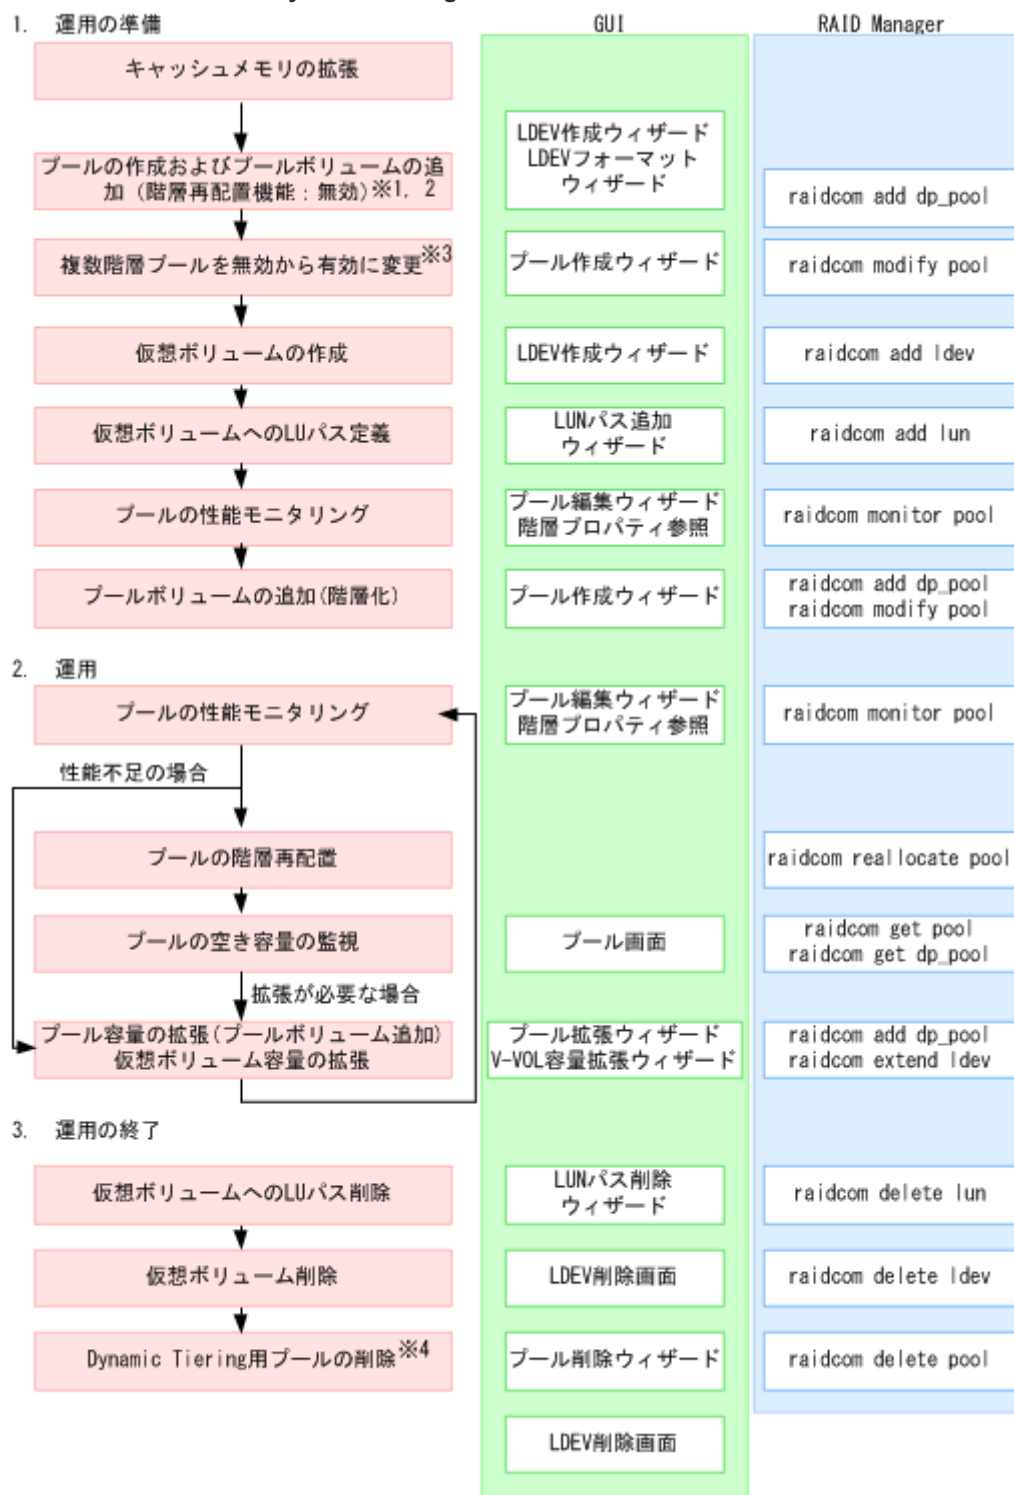 1. 運用の準備
GUI
RAID Manager
キャッシュメモリの拡張
LDEV作成ウィザード
LDEVフォーマット
ウィザード
プールの作成およびプールボリュームの追
加 (階層再配置機能：無効)※1, 2
raidcom add dp_pool
複数階層プールを無効から有効に変更※3
プール作成ウィザード
raidcom modify pool
仮想ボリュームの作成
LDEV作成ウィザード
raidcom add ldev
仮想ボリュームへのLUパス定義
LUNパス追加
ウィザード
raidcom add lun
プールの性能モニタリング
プール編集ウィザード
階層プロパティ参照
raidcom monitor pool
プールボリュームの追加(階層化)
プール作成ウィザード
raidcom add dp_pool
raidcom modify pool
2. 運用
プールの性能モニタリング
プール編集ウィザード
階層プロパティ参照
raidcom monitor pool
性能不足の場合
プールの階層再配置
raidcom reallocate pool
プールの空き容量の監視
プール画面
raidcom get pool
raidcom get dp_pool
拡張が必要な場合
プール容量の拡張(プールボリューム追加)
仮想ボリューム容量の拡張
プール拡張ウィザード
V-VOL容量拡張ウィザード
raidcom add dp_pool
raidcom extend ldev
3. 運用の終了
仮想ボリュームへのLUパス削除
LUNパス削除
ウィザード
raidcom delete lun
仮想ボリューム削除
LDEV削除画面
raidcom delete ldev
Dynamic Tiering用プールの削除※4
プール削除ウィザード
raidcom delete pool
LDEV削除画面